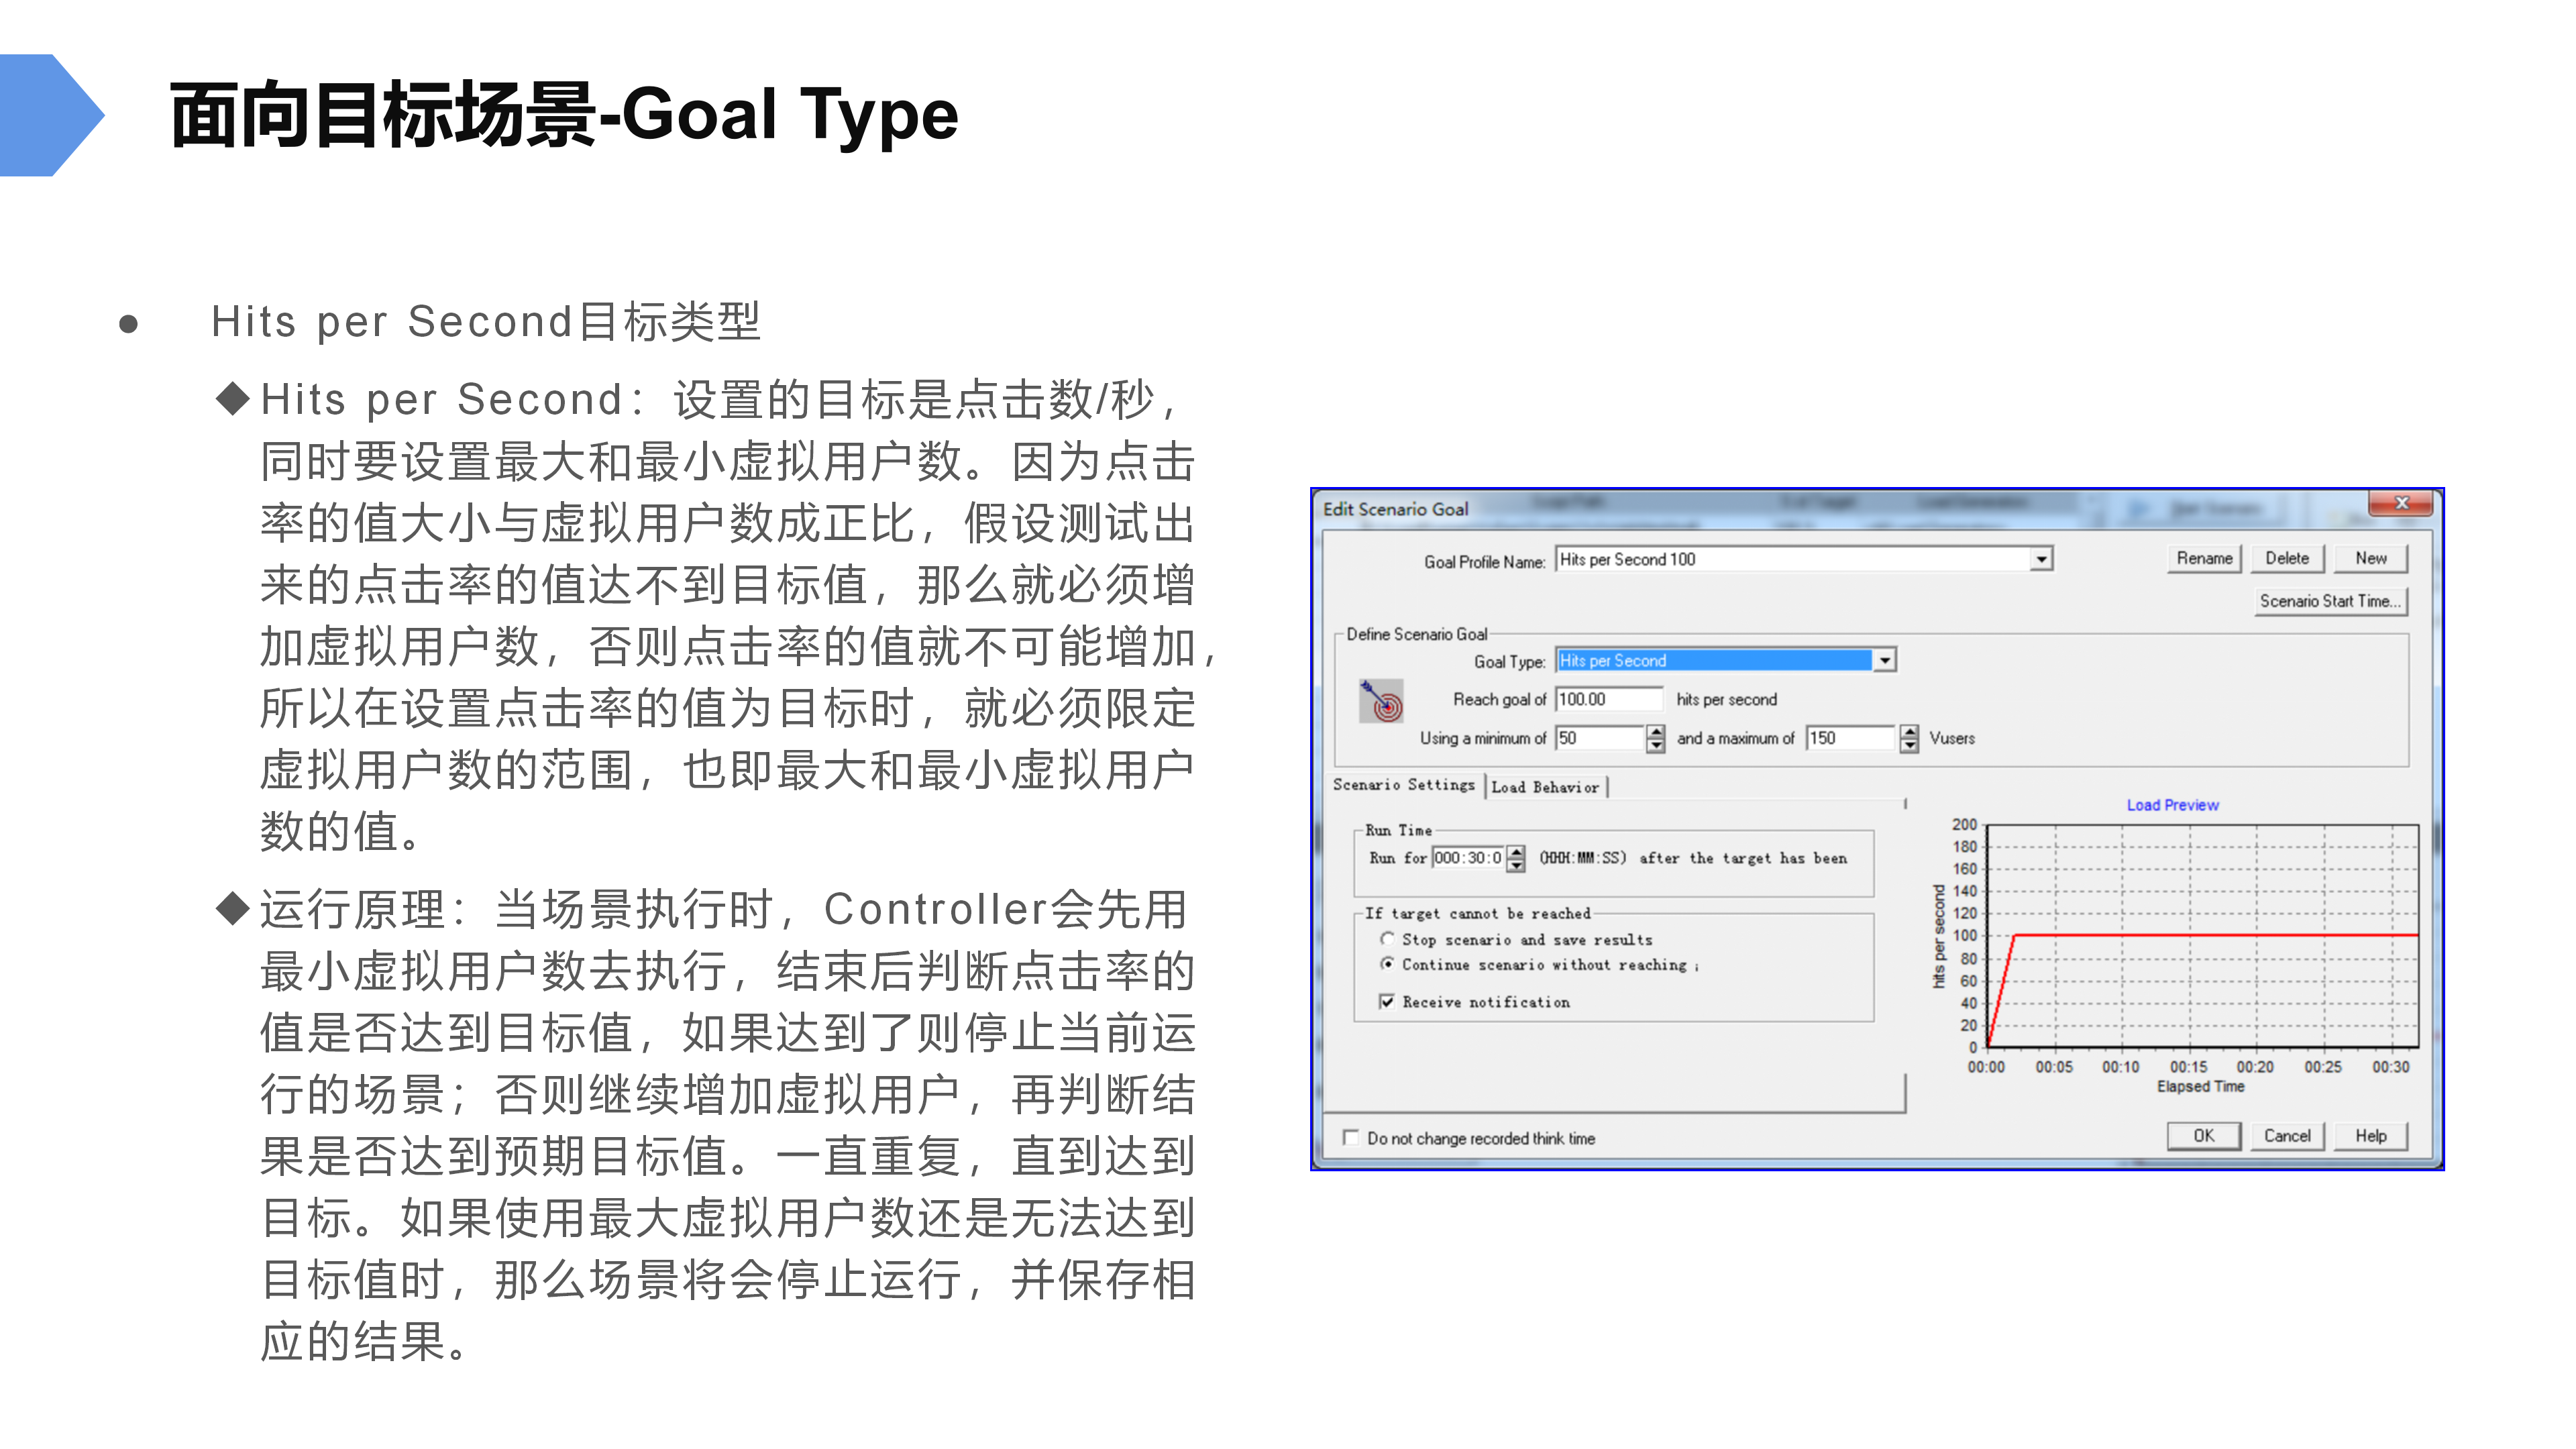 面向目标场景-Goal Type
● Hits per Second目标类型
◆Hits per Second：设置的目标是点击数/秒，
同时要设置最大和最小虚拟用户数。因为点击
率的值大小与虚拟用户数成正比，假设测试出
来的点击率的值达不到目标值，那么就必须增
加虚拟用户数，否则点击率的值就不可能增加，
所以在设置点击率的值为目标时，就必须限定
虚拟用户数的范围，也即最大和最小虚拟用户
数的值。
◆运行原理：当场景执行时，Controller会先用
最小虚拟用户数去执行，结束后判断点击率的
值是否达到目标值，如果达到了则停止当前运
行的场景；否则继续增加虚拟用户，再判断结
果是否达到预期目标值。一直重复，直到达到
目标。如果使用最大虚拟用户数还是无法达到
目标值时，那么场景将会停止运行，并保存相
应的结果。
Edit Scenario Goal
Goal Profile Name: Hits per Second 100 Rename Delete New
Scenario Start Time...
Define Scenario Goal
Goal Type: Hits per Second
Reach goal of 100.00 hits per second
Using a minimum of 50 and a maximum of 150 Vusers
Scenario Settings Load Behavior
Run Time
Run for 000:30:0 (HHH:MM:SS) after the target has been
If target cannot be reached
Stop scenario and save results
Continue scenario without reaching
Receive notification
Do not change recorded think time
Load Preview
hits per second
200
180
160
140
120
100
80
60
40
20
0
00:00 00:05 00:10 00:15 00:20 00:25 00:30
Elapsed Time
OK Cancel Help